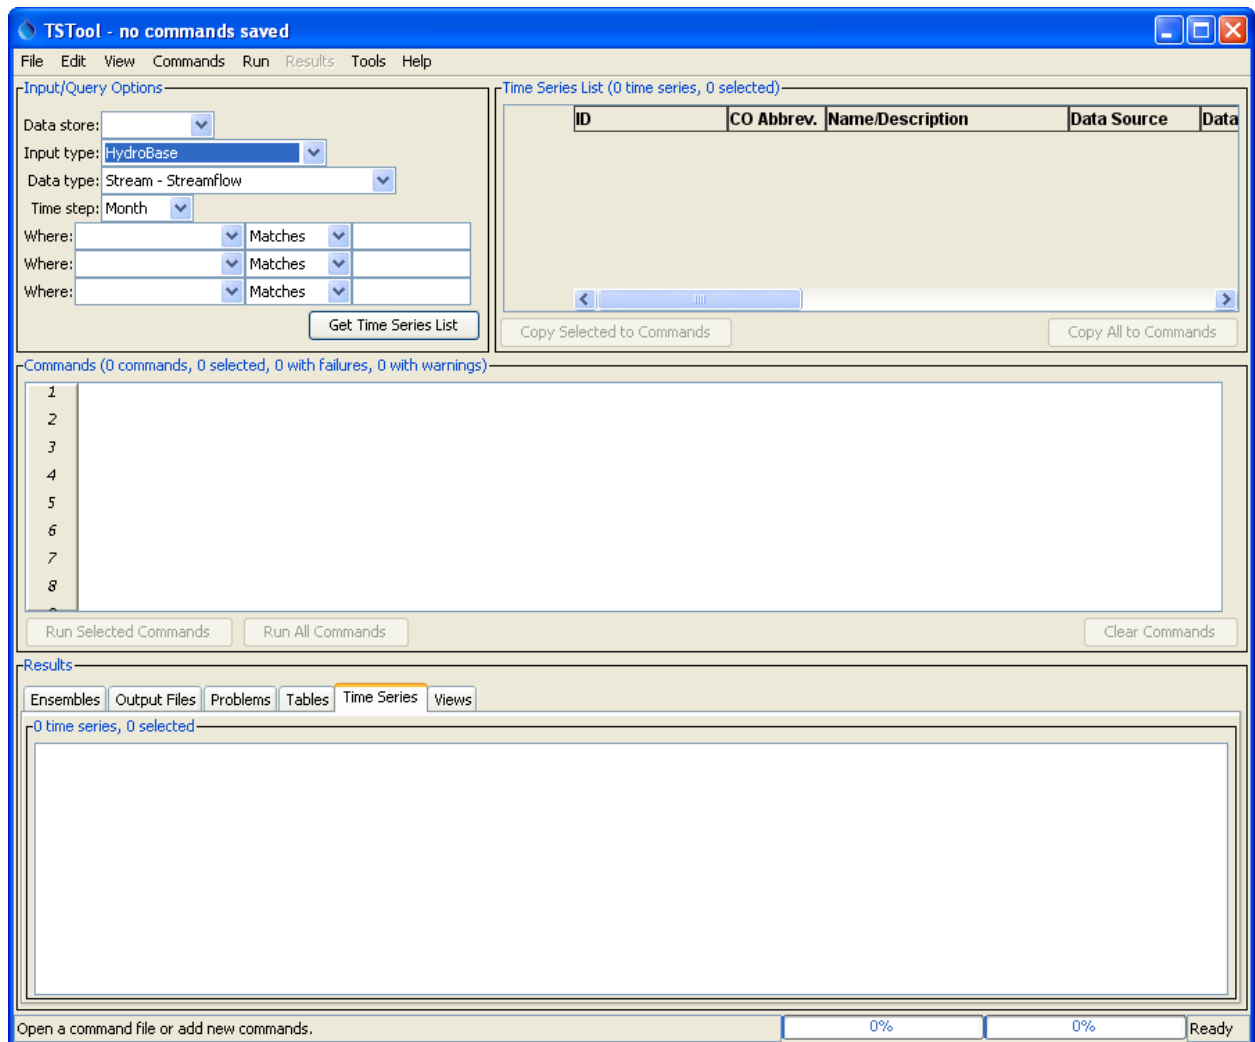 TSTool - no commands saved
File Edit View Commands Run Results Tools Help
Input/Query Options
Data store:
Input type: HydroBase
Data type: Stream - Streamflow
Time step: Month
Where: Matches
Where: Matches
Where: Matches
Get Time Series List
Time Series List (0 time series, 0 selected)
ID CO Abbrev. Name/Description Data Source Data
Copy Selected to Commands Copy All to Commands
Commands (0 commands, 0 selected, 0 with failures, 0 with warnings)
1
2
3
4
5
6
7
8
Run Selected Commands Run All Commands Clear Commands
Results
Ensembles Output Files Problems Tables Time Series Views
0 time series, 0 selected
Open a command file or add new commands. 0% 0% Ready